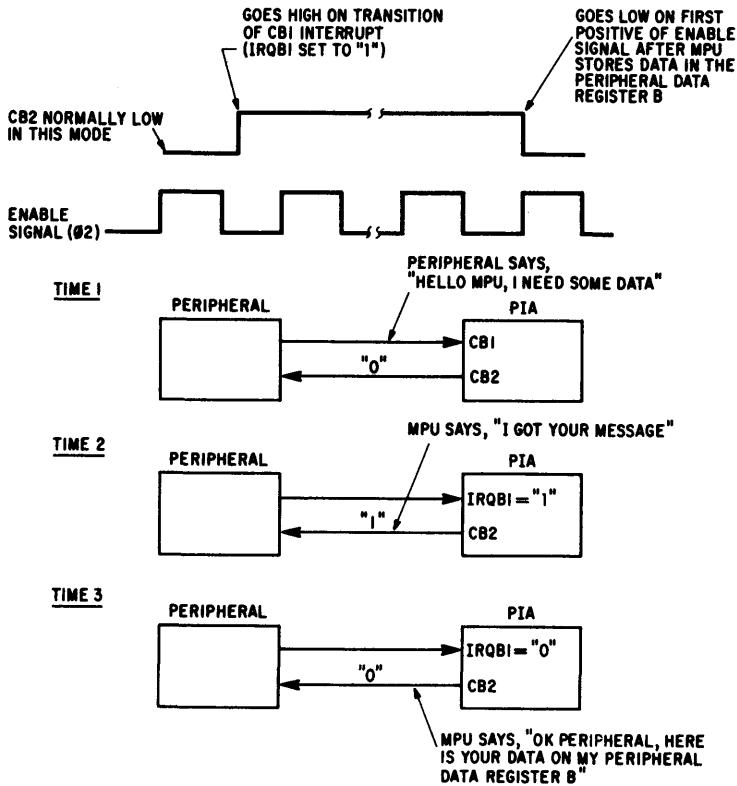 GOES HIGH ON TRANSITION
OF CB1 INTERRUPT
(IRQB1 SET TO "1")
GOES LOW ON FIRST
POSITIVE OF ENABLE
SIGNAL AFTER MPU
STORES DATA IN THE
PERIPHERAL DATA
REGISTER B
CB2 NORMALLY LOW
IN THIS MODE
ENABLE
SIGNAL (Ø2)
TIME 1
PERIPHERAL SAYS,
"HELLO MPU, I NEED SOME DATA"
PERIPHERAL
PIA
CB1
"0"
CB2
TIME 2
MPU SAYS, "I GOT YOUR MESSAGE"
PERIPHERAL
PIA
IRQB1="1"
"1"
CB2
TIME 3
PERIPHERAL
PIA
IRQB1="0"
"0"
CB2
MPU SAYS, "OK PERIPHERAL, HERE
IS YOUR DATA ON MY PERIPHERAL
DATA REGISTER B"